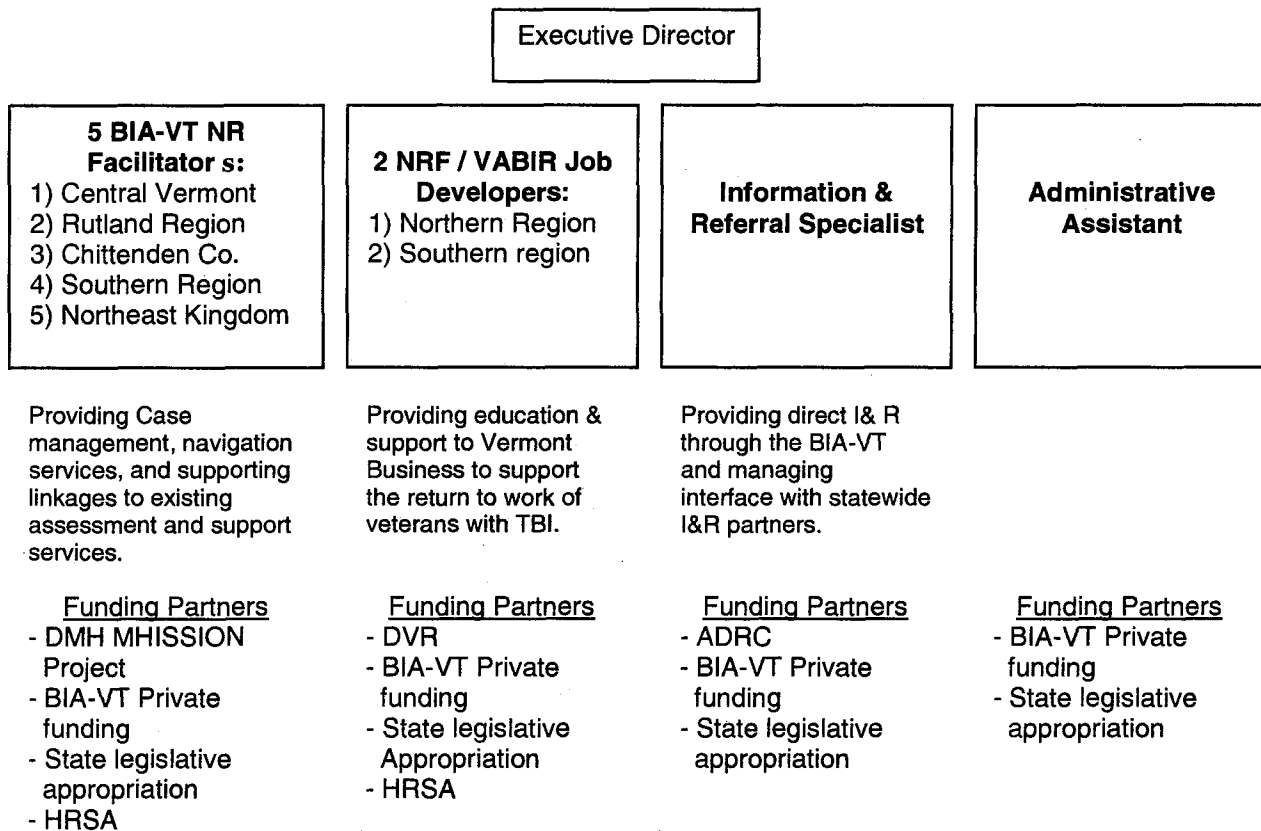 Executive Director
5 BIA-VT NR
Facilitator s:
1) Central Vermont
2) Rutland Region
3) Chittenden Co.
4) Southern Region
5) Northeast Kingdom
2 NRF / VABIR Job
Developers:
1) Northern Region
2) Southern region
Information &
Referral Specialist
Administrative
Assistant
Providing Case
management, navigation
services, and supporting
linkages to existing
assessment and support
services.
Providing education &
support to Vermont
Business to support
the return to work of
veterans with TBI.
Providing direct I& R
through the BIA-VT
and managing
interface with statewide
I&R partners.
Funding Partners
- DMH MHISSION
Project
- BIA-VT Private
funding
- State legislative
appropriation
- HRSA
Funding Partners
- DVR
- BIA-VT Private
funding
- State legislative
Appropriation
- HRSA
Funding Partners
- ADRC
- BIA-VT Private
funding
- State legislative
appropriation
Funding Partners
- BIA-VT Private
funding
- State legislative
appropriation